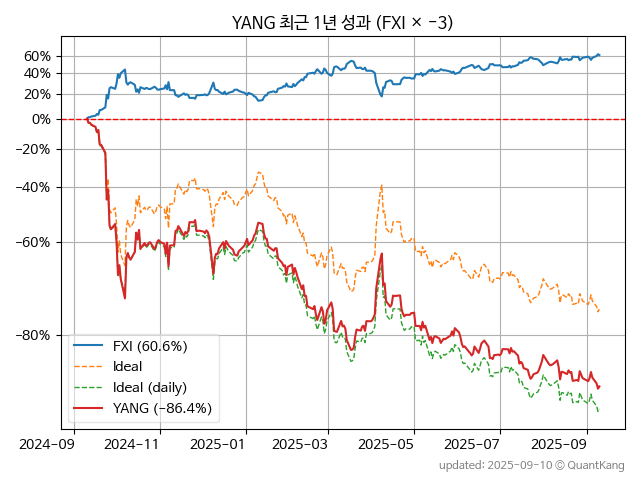 YANG 최근 1년 성과 (FXI × −3)
60%
40%
20%
0%
−20%
−40%
−60%
−80%
FXI (60.6%)
Ideal
Ideal (daily)
YANG (−86.4%)
2024-09
2024-11
2025-01
2025-03
2025-05
2025-07
2025-09
updated: 2025-09-10 © QuantKang